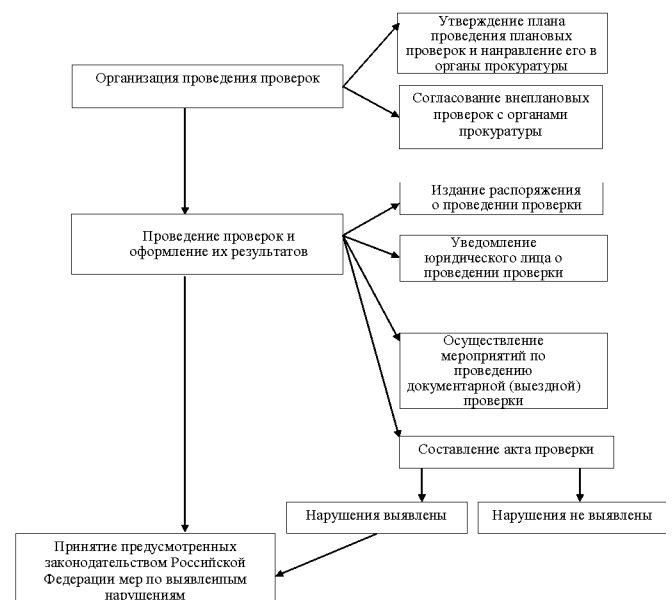 Утверждение плана
проведения плановых
проверок и нанравление его в
органы прокуратуры
Организация проведения проверок
Согласование внеплановых
проверок с органами
прокуратуры
Издание распоряжения
о проведении проверки
Проведение проверок и
оформление их результатов
Уведомление
юридического лица о
проведении проверки
Осуществление
мероприятий по
проведению
документарной (выездной)
проверки
Составление акта проверки
Нарушения выявлены
Нарушения не выявлены
Принятие предусмотренных
законодательством Российской
Федерации мер по выявлеипым
нарушениям